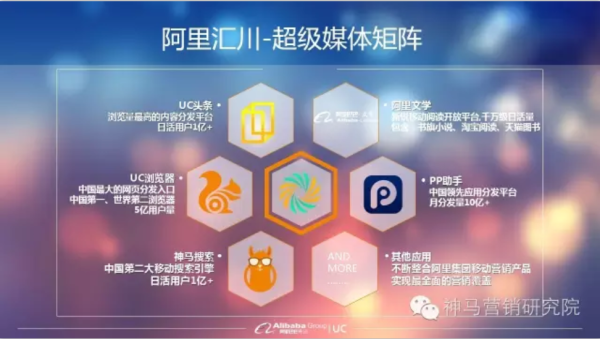 阿里汇川-超级媒体矩阵
UC头条
浏览量最高的内容分发平台
日活用户1亿+
阿里文学
移动阅读开放平台,千万级日活量
书旗小说、淘宝阅读、天猫图书
UC浏览器
中国最大的网页分发入口
中国第一、世界第二浏览器
5亿用户量
PP助手
中国领先应用分发平台
月分发量10亿+
神马搜索
中国第二大移动搜索引擎
日活用户1亿+
AND
MORE
其他应用
不断整合阿里集团移动营销产品
实现最全面的营销覆盖
神马营销研究院
Alibaba Group | UC